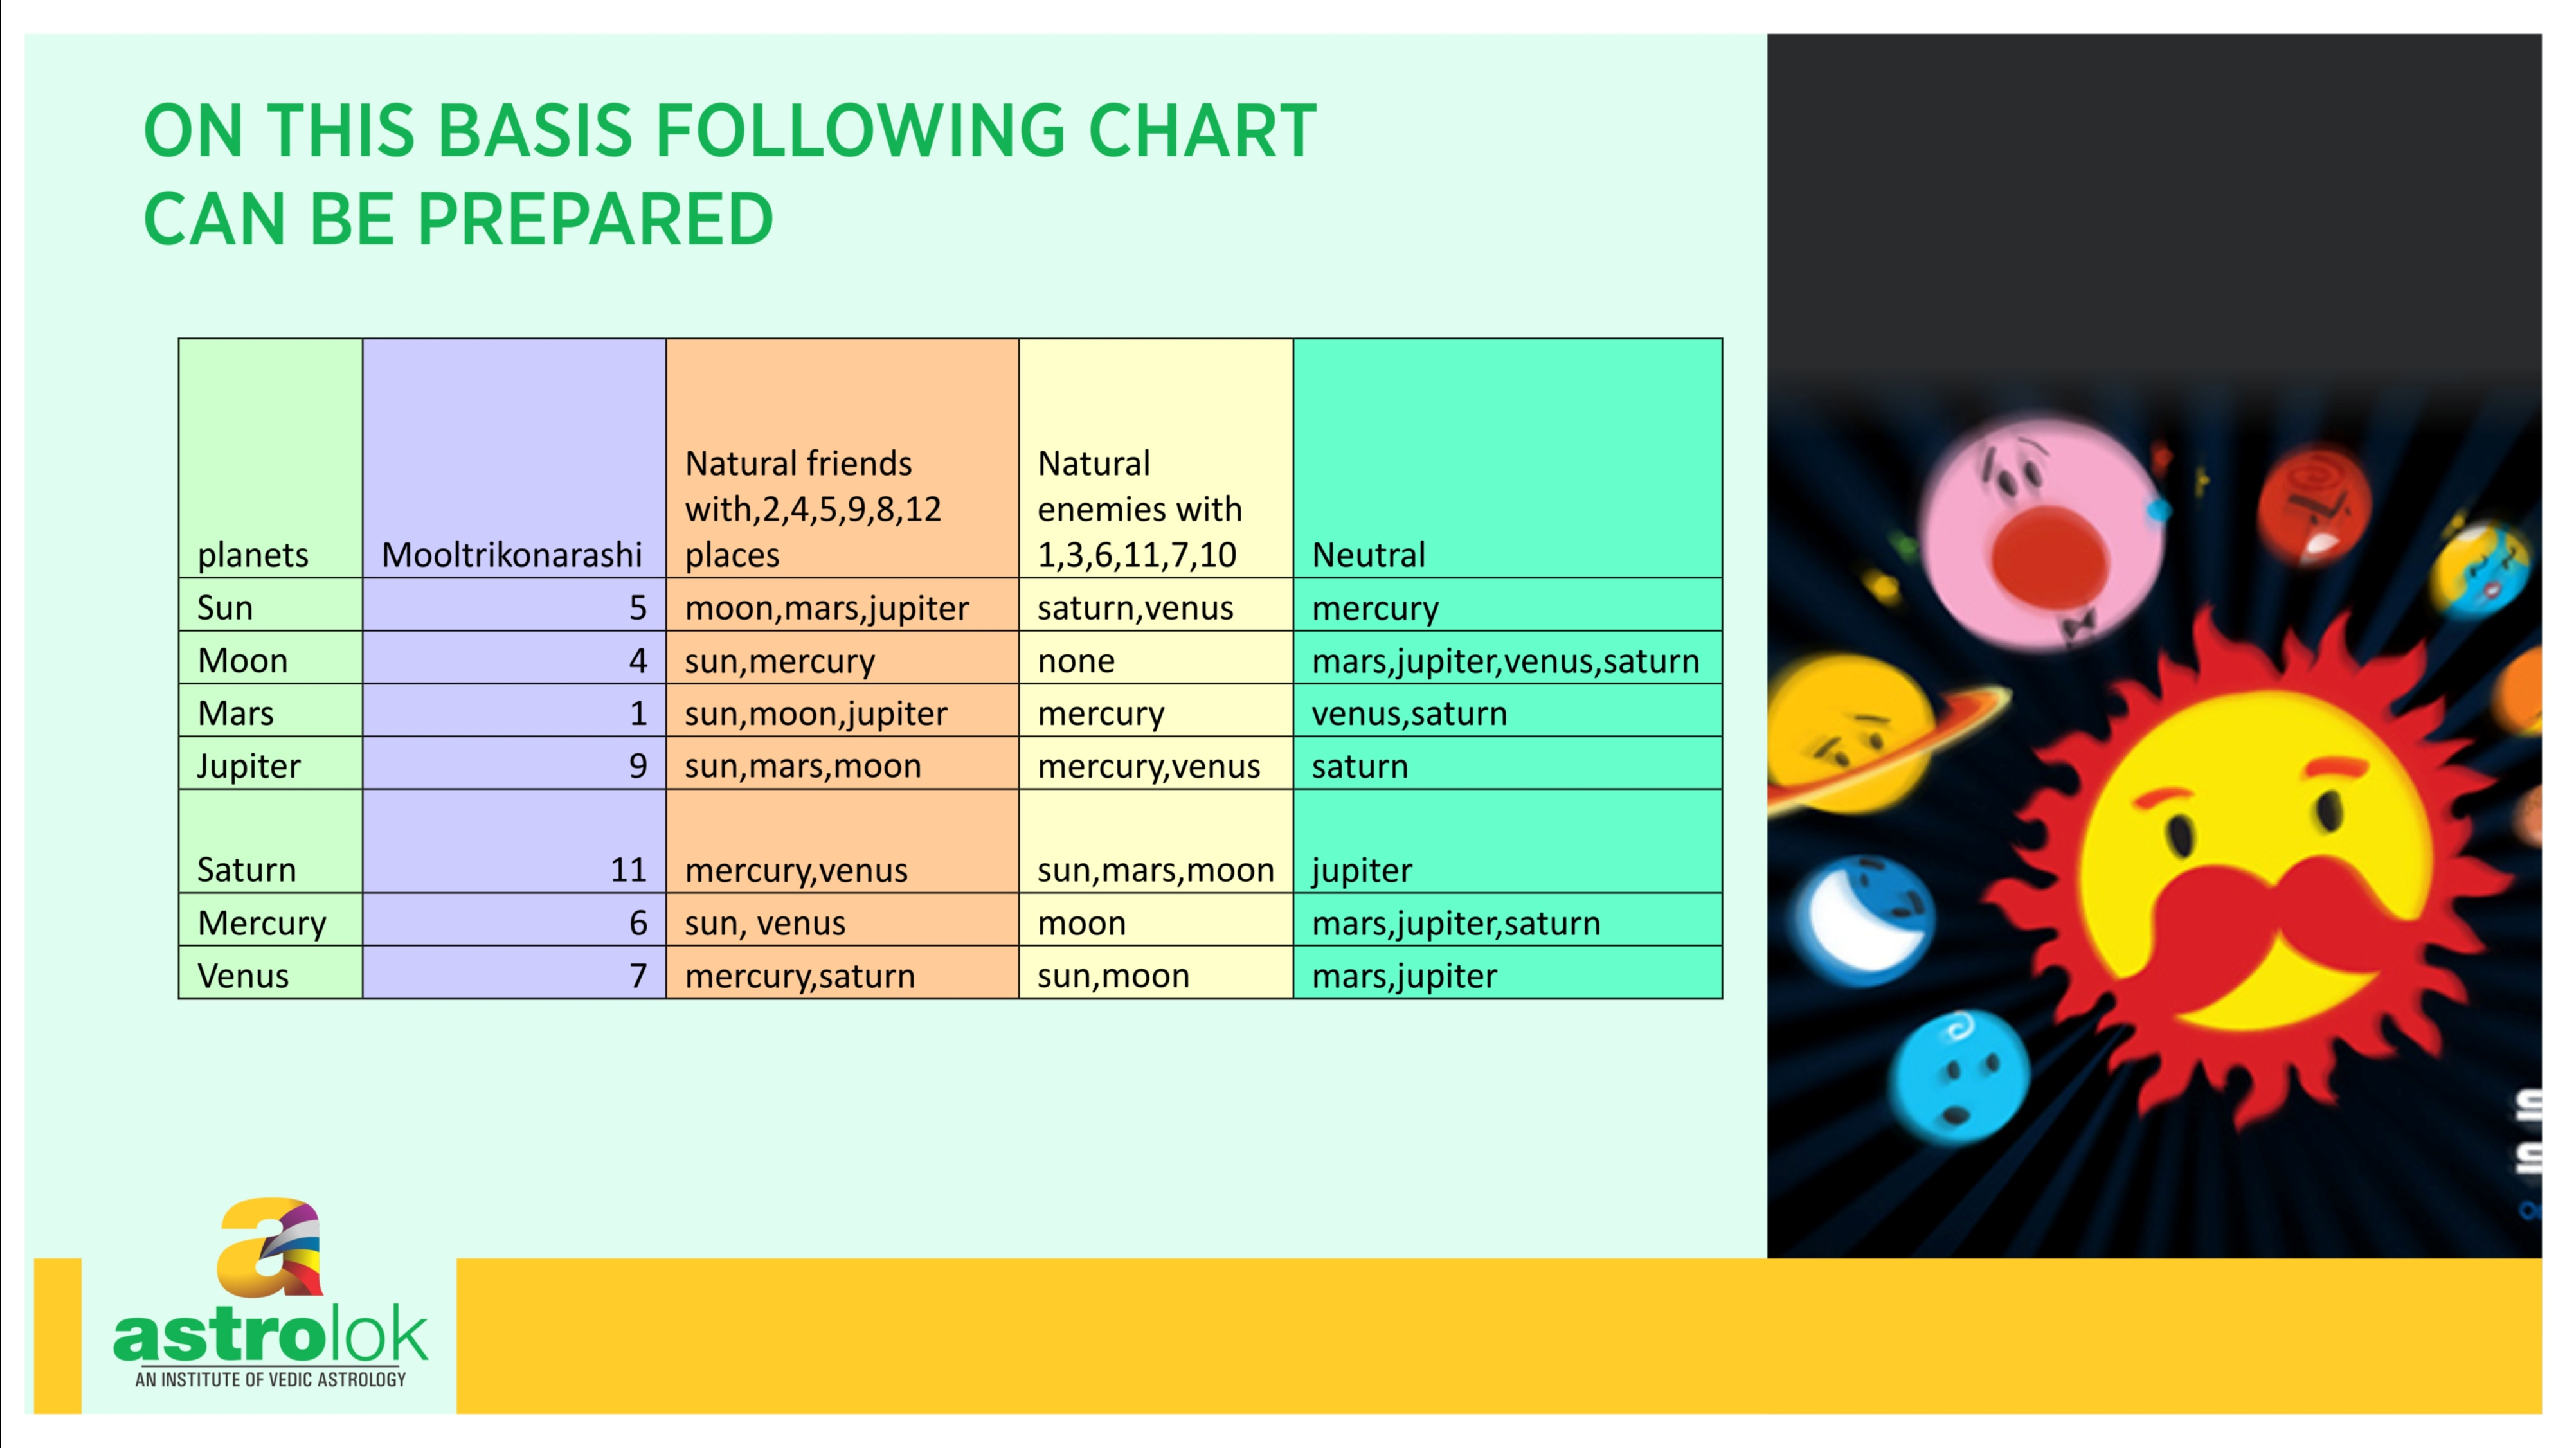 ON THIS BASIS FOLLOWING CHART
CAN BE PREPARED
planets Mooltrikonarashi Natural friends with,2,4,5,9,8,12 places Natural enemies with 1,3,6,11,7,10 Neutral
Sun 5 moon,mars,jupiter saturn,venus mercury
Moon 4 sun,mercury none mars,jupiter,venus,saturn
Mars 1 sun,moon,jupiter mercury venus,saturn
Jupiter 9 sun,mars,moon mercury,venus saturn
Saturn 11 mercury,venus sun,mars,moon jupiter
Mercury 6 sun, venus moon mars,jupiter,saturn
Venus 7 mercury,saturn sun,moon mars,jupiter
a
astrolok
AN INSTITUTE OF VEDIC ASTROLOGY